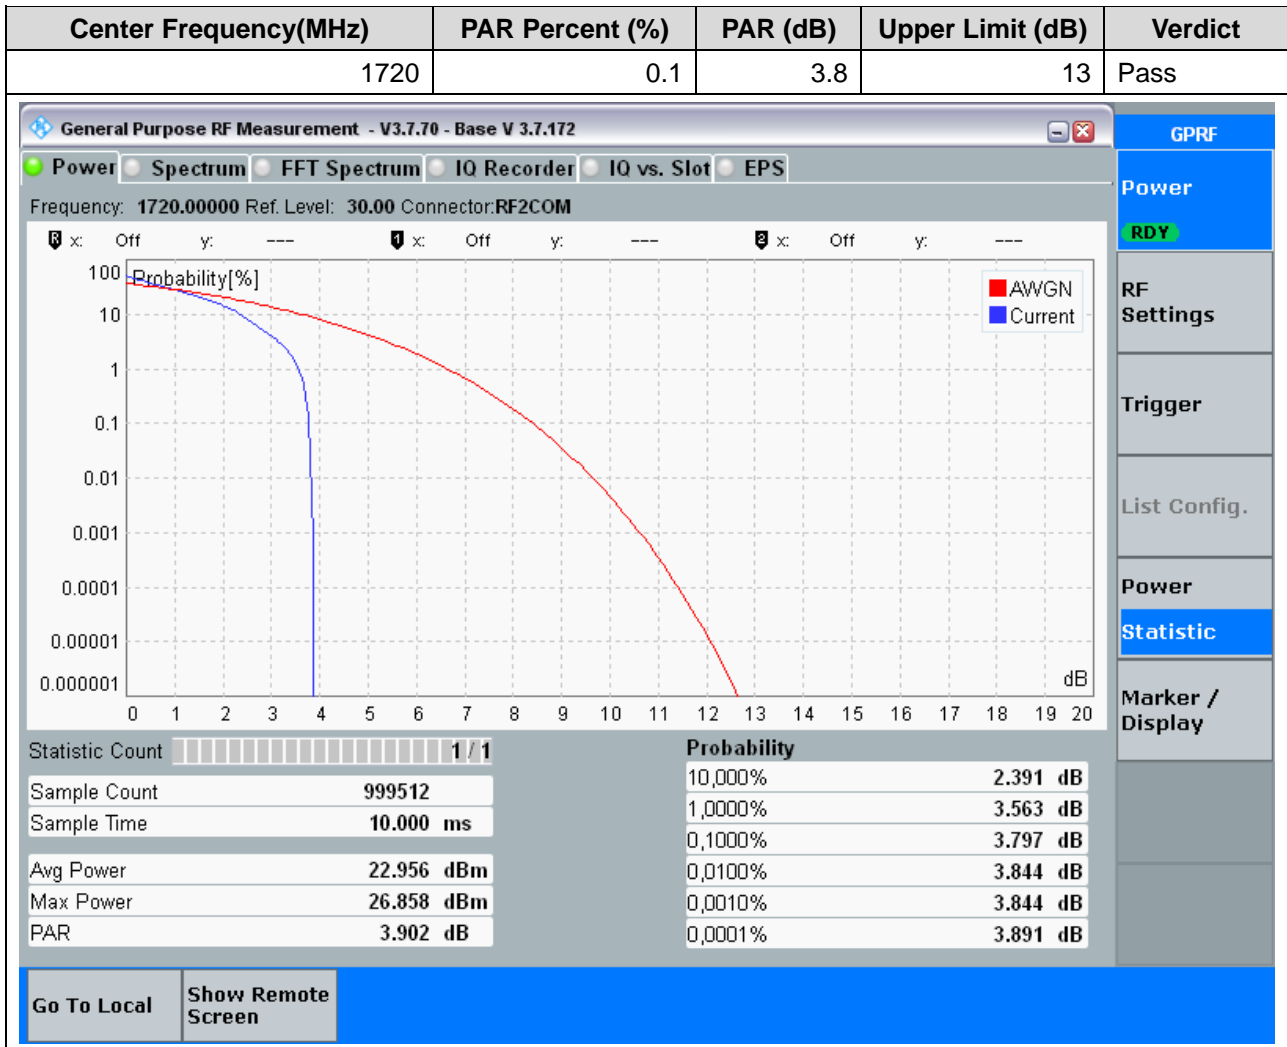 Center Frequency(MHz) PAR Percent (%) PAR (dB) Upper Limit (dB) Verdict
1720 0.1 3.8 13 Pass
General Purpose RF Measurement - V3.7.70 - Base V 3.7.172
GPRF
Power Spectrum FFT Spectrum IQ Recorder IQ vs. Slot EPS
Frequency: 1720.00000 Ref. Level: 30.00 Connector:RF2COM
Power
RDY
R x: Off y: --- 1 x: Off y: --- 2 x: Off y: ---
100 Probability[%]
AWGN
Current
10
1
0.1
0.01
0.001
0.0001
0.00001
0.000001
dB
0 1 2 3 4 5 6 7 8 9 10 11 12 13 14 15 16 17 18 19 20
RF
Settings
Trigger
List Config.
Power
Statistic
Marker /
Display
Statistic Count 1 / 1
Sample Count 999512
Sample Time 10.000 ms
Avg Power 22.956 dBm
Max Power 26.858 dBm
PAR 3.902 dB
Probability
10,000% 2.391 dB
1,0000% 3.563 dB
0,1000% 3.797 dB
0,0100% 3.844 dB
0,0010% 3.844 dB
0,0001% 3.891 dB
Go To Local
Show Remote
Screen